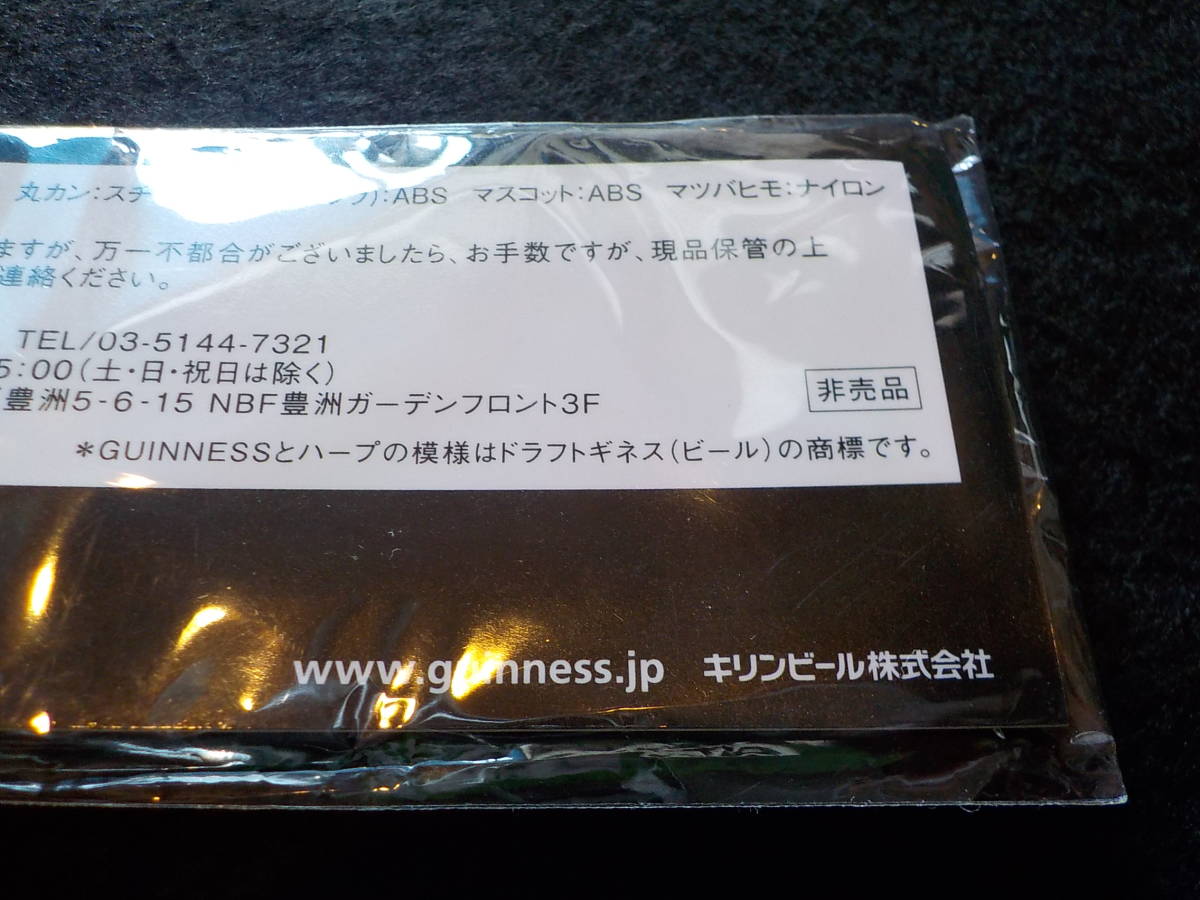 丸カン:スチ ):ABS マスコット:ABS マツバヒモ:ナイロン
ますが、万一不都合がございましたら、お手数ですが、現品保管の上
連絡ください。
TEL/03-5144-7321
5:00(土・日・祝日は除く)
豊洲5-6-15 NBF豊洲ガーデンフロント3F
非売品
*GUINNESSとハープの模様はドラフトギネス(ビール)の商標です。
www.guinness.jp キリンビール株式会社